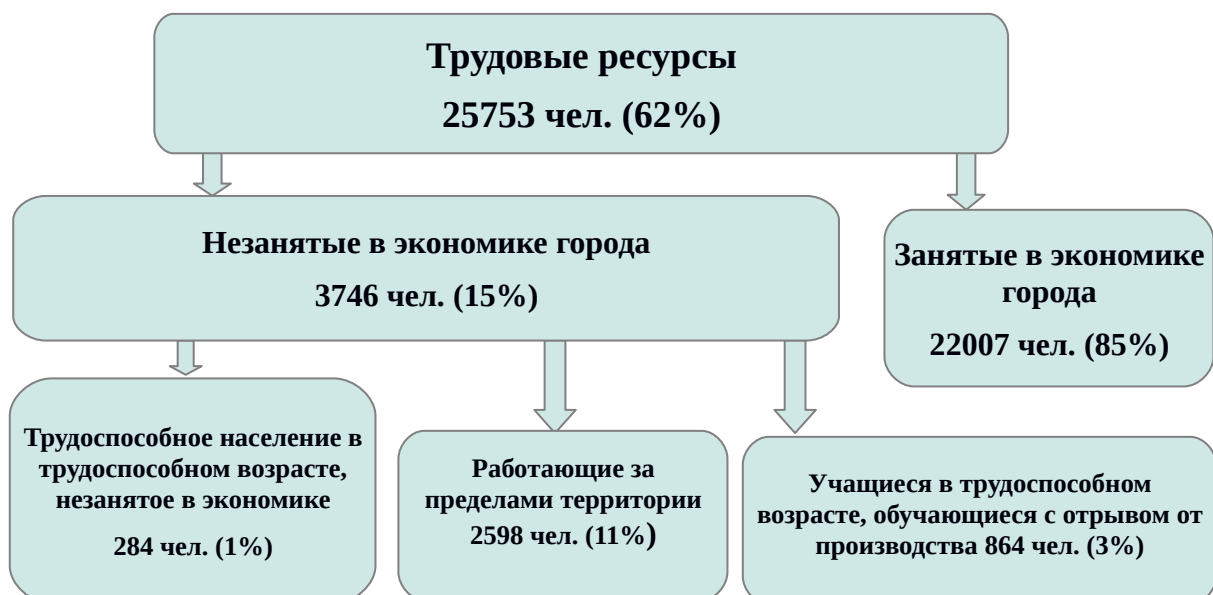 Трудовые ресурсы
25753 чел. (62%)
Незанятые в экономике города
3746 чел. (15%)
Занятые в экономике
города
22007 чел. (85%)
Трудоспособное население в
трудоспособном возрасте,
незанятое в экономике
284 чел. (1%)
Работающие за
пределами территории
2598 чел. (11%)
Учащиеся в трудоспособном
возрасте, обучающиеся с отрывом от
производства 864 чел. (3%)